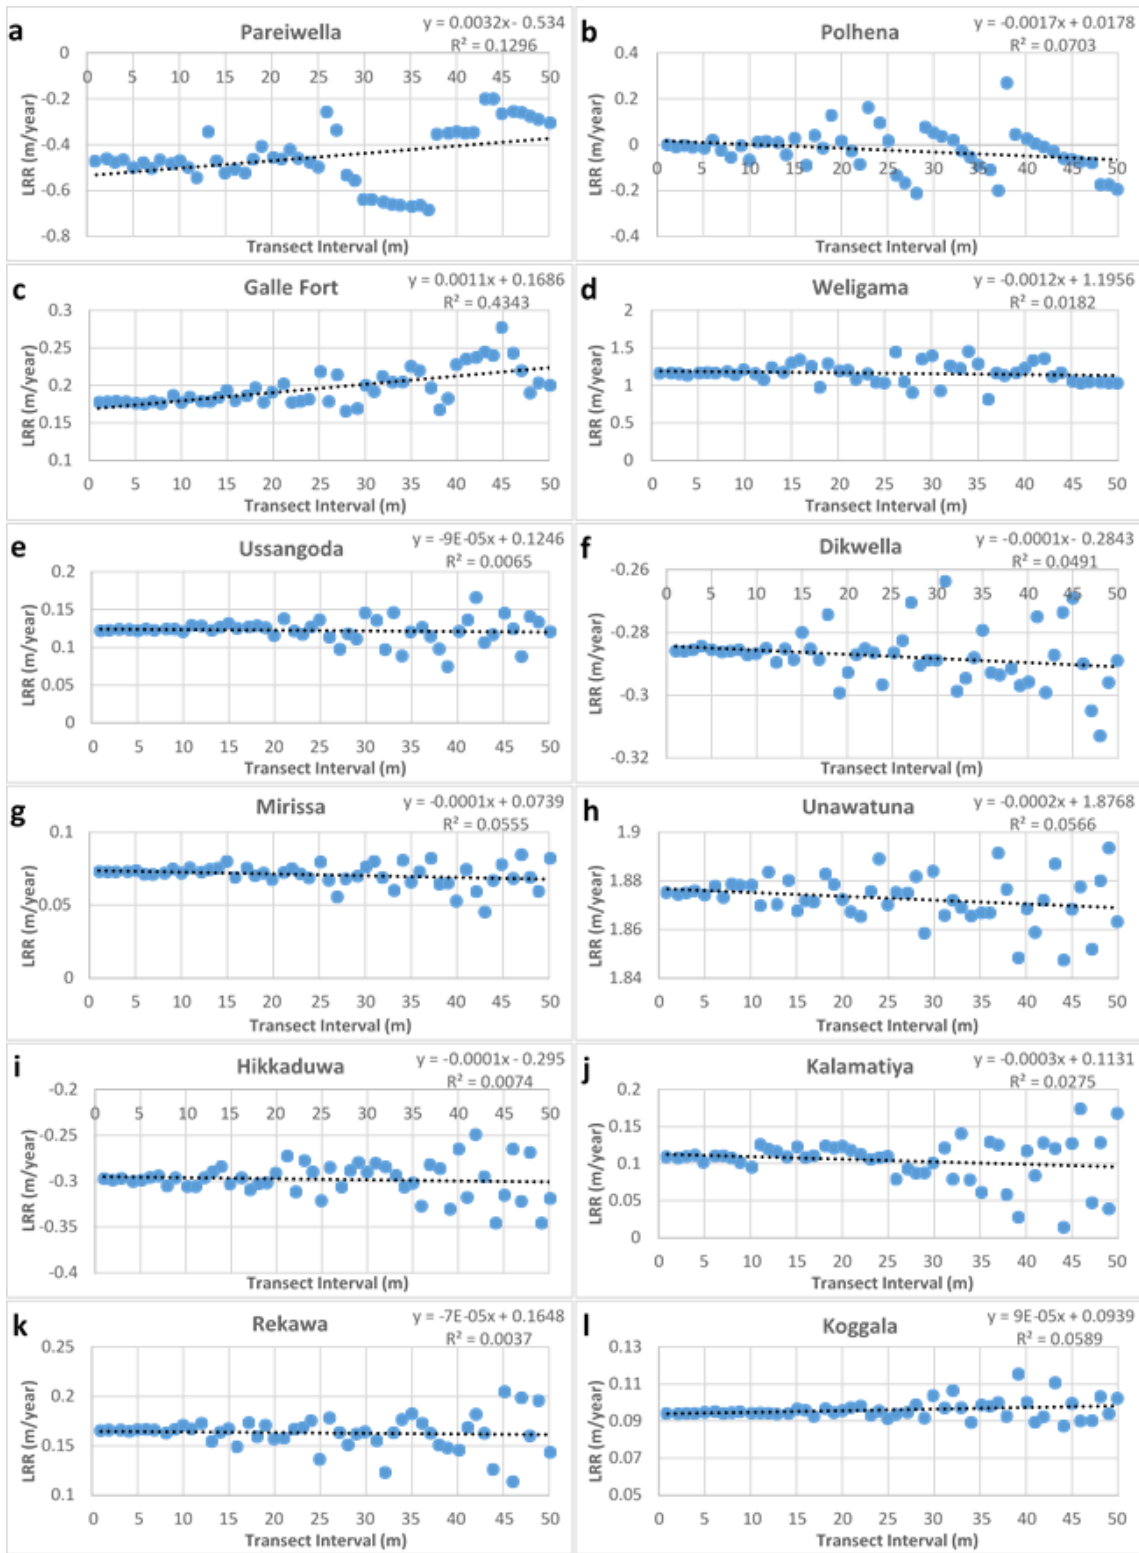 a
Pareiwella
y = 0.0032x - 0.534
R² = 0.1296
0
0 5 10 15 20 25 30 35 40 45 50
-0.2
-0.4
-0.6
-0.8
LRR (m/year)
Transect Interval (m)
b
Polhena
y = -0.0017x + 0.0178
R² = 0.0703
0.4
0.2
0
0 5 10 15 20 25 30 35 40 45 50
-0.2
-0.4
LRR (m/year)
Transect Interval (m)
c
Galle Fort
y = 0.0011x + 0.1686
R² = 0.4343
0.3
0.25
0.2
0.15
0.1
LRR (m/year)
0 5 10 15 20 25 30 35 40 45 50
Transect Interval (m)
d
Weligama
y = -0.0012x + 1.1956
R² = 0.0182
2
1.5
1
0.5
0
LRR (m/year)
0 5 10 15 20 25 30 35 40 45 50
Transect Interval (m)
e
Ussangoda
y = -9E-05x + 0.1246
R² = 0.0065
0.2
0.15
0.1
0.05
0
LRR (m/year)
0 5 10 15 20 25 30 35 40 45 50
Transect Interval (m)
f
Dikwella
y = -0.0001x - 0.2843
R² = 0.0491
-0.26
0 5 10 15 20 25 30 35 40 45 50
-0.28
-0.3
-0.32
LRR (m/year)
Transect Interval (m)
g
Mirissa
y = -0.0001x + 0.0739
R² = 0.0555
0.1
0.05
0
LRR (m/year)
0 5 10 15 20 25 30 35 40 45 50
Transect Interval (m)
h
Unawatuna
y = -0.0002x + 1.8768
R² = 0.0566
1.9
1.88
1.86
1.84
LRR (m/year)
0 5 10 15 20 25 30 35 40 45 50
Transect Interval (m)
i
Hikkaduwa
y = -0.0001x - 0.295
R² = 0.0074
-0.2
0 5 10 15 20 25 30 35 40 45 50
-0.25
-0.3
-0.35
-0.4
LRR (m/year)
Transect Interval (m)
j
Kalamatiya
y = -0.0003x + 0.1131
R² = 0.0275
0.2
0.15
0.1
0.05
0
LRR (m/year)
0 5 10 15 20 25 30 35 40 45 50
Transect Interval (m)
k
Rekawa
y = -7E-05x + 0.1648
R² = 0.0037
0.25
0.2
0.15
0.1
LRR (m/year)
0 5 10 15 20 25 30 35 40 45 50
Transect Interval (m)
l
Koggala
y = 9E-05x + 0.0939
R² = 0.0589
0.13
0.11
0.09
0.07
0.05
LRR (m/year)
0 5 10 15 20 25 30 35 40 45 50
Transect Interval (m)